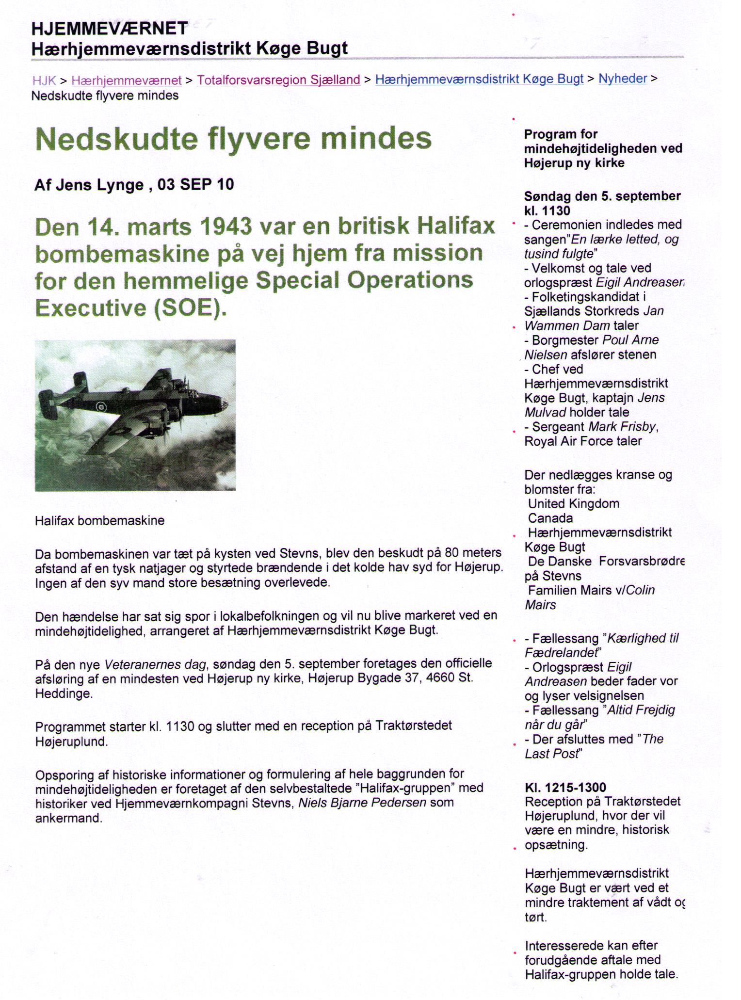 HJEMMEVÆRNET
Hærhjemmeværnsdistrikt Køge Bugt
HJK > Hærhjemmeværnet > Totalforsvarsregion Sjælland > Hærhjemmeværnsdistrikt Køge Bugt > Nyheder >
Nedskudte flyvere mindes
Nedskudte flyvere mindes
Af Jens Lynge , 03 SEP 10
Den 14. marts 1943 var en britisk Halifax
bombemaskine på vej hjem fra mission
for den hemmelige Special Operations
Executive (SOE).
Halifax bombemaskine
Da bombemaskinen var tæt på kysten ved Stevns, blev den beskudt på 80 meters
afstand af en tysk natjager og styrtede brændende i det kolde hav syd for Højerup.
Ingen af den syv mand store besætning overlevede.
Den hændelse har sat sig spor i lokalbefolkningen og vil nu blive markeret ved en
mindehøjtidelighed, arrangeret af Hærhjemmeværnsdistrikt Køge Bugt.
På den nye Veteranernes dag, søndag den 5. september foretages den officielle
afsløring af en mindesten ved Højerup ny kirke, Højerup Bygade 37, 4660 St.
Heddinge.
Programmet starter kl. 1130 og slutter med en reception på Traktørstedet
Højeruplund.
Opsporing af historiske informationer og formulering af hele baggrunden for
mindehøjtideligheden er foretaget af den selvbestaltede ”Halifax-gruppen” med
historiker ved Hjemmeværnkompagni Stevns, Niels Bjarne Pedersen som
ankermand.
Program for
mindehøjtideligheden ved
Højerup ny kirke
Søndag den 5. september
kl. 1130
- Ceremonien indledes med
sangen”En lærke letted, og
tusind fulgte”
- Velkomst og tale ved
orlogspræst Eigil Andreasen
- Folketingskandidat i
Sjællands Storkreds Jan
Wammen Dam taler
- Borgmester Poul Arne
Nielsen afslører stenen
- Chef ved
Hærhjemmeværnsdistrikt
Køge Bugt, kaptajn Jens
Mulvad holder tale
- Sergeant Mark Frisby,
Royal Air Force taler
Der nedlægges kranse og
blomster fra:
United Kingdom
Canada
Hærhjemmeværnsdistrikt
Køge Bugt
De Danske Forsvarsbrødre
på Stevns
Familien Mairs v/Colin
Mairs
- Fællessang ”Kærlighed til
Fædrelandet”
- Orlogspræst Eigil
Andreasen beder fader vor
og lyser velsignelsen
- Fællessang ”Altid Frejdig
når du går”
- Der afsluttes med ”The
Last Post”
Kl. 1215-1300
Reception på Traktørstedet
Højeruplund, hvor der vil
være en mindre, historisk
opsætning.
Hærhjemmeværnsdistrikt
Køge Bugt er vært ved et
mindre traktement af vådt og
tørt.
Interesserede kan efter
forudgående aftale med
Halifax-gruppen holde tale.